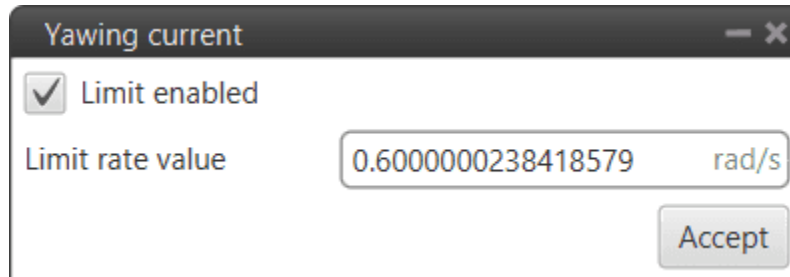 Yawing current
Limit enabled
Limit rate value 0.6000000238418579 rad/s
Accept